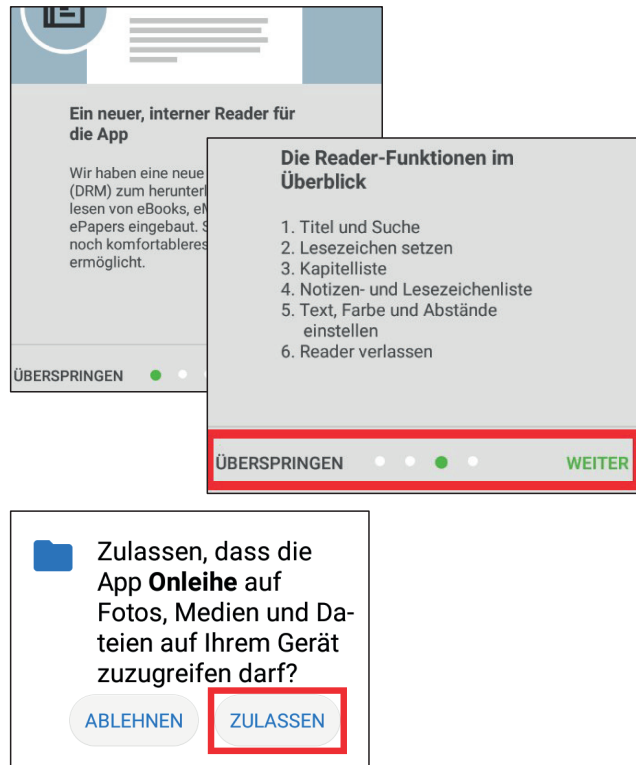 Ein neuer, interner Reader für
die App
Wir haben eine neue
(DRM) zum
lesen von eBooks,
ePapers eingebaut.
noch komfortableres
ermöglicht.
ÜBERSPRINGEN
Die Reader-Funktionen im
Überblick
1. Titel und Suche
2. Lesezeichen setzen
3. Kapitelliste
4. Notizen- und Lesezeichenliste
5. Text, Farbe und Abstände
einstellen
6. Reader verlassen
ÜBERSPRINGEN WEITER
Zulassen, dass die
App Onleihe auf
Fotos, Medien und Da-
teien auf Ihrem Gerät
zuzugreifen darf?
ABLEHNEN ZULASSEN